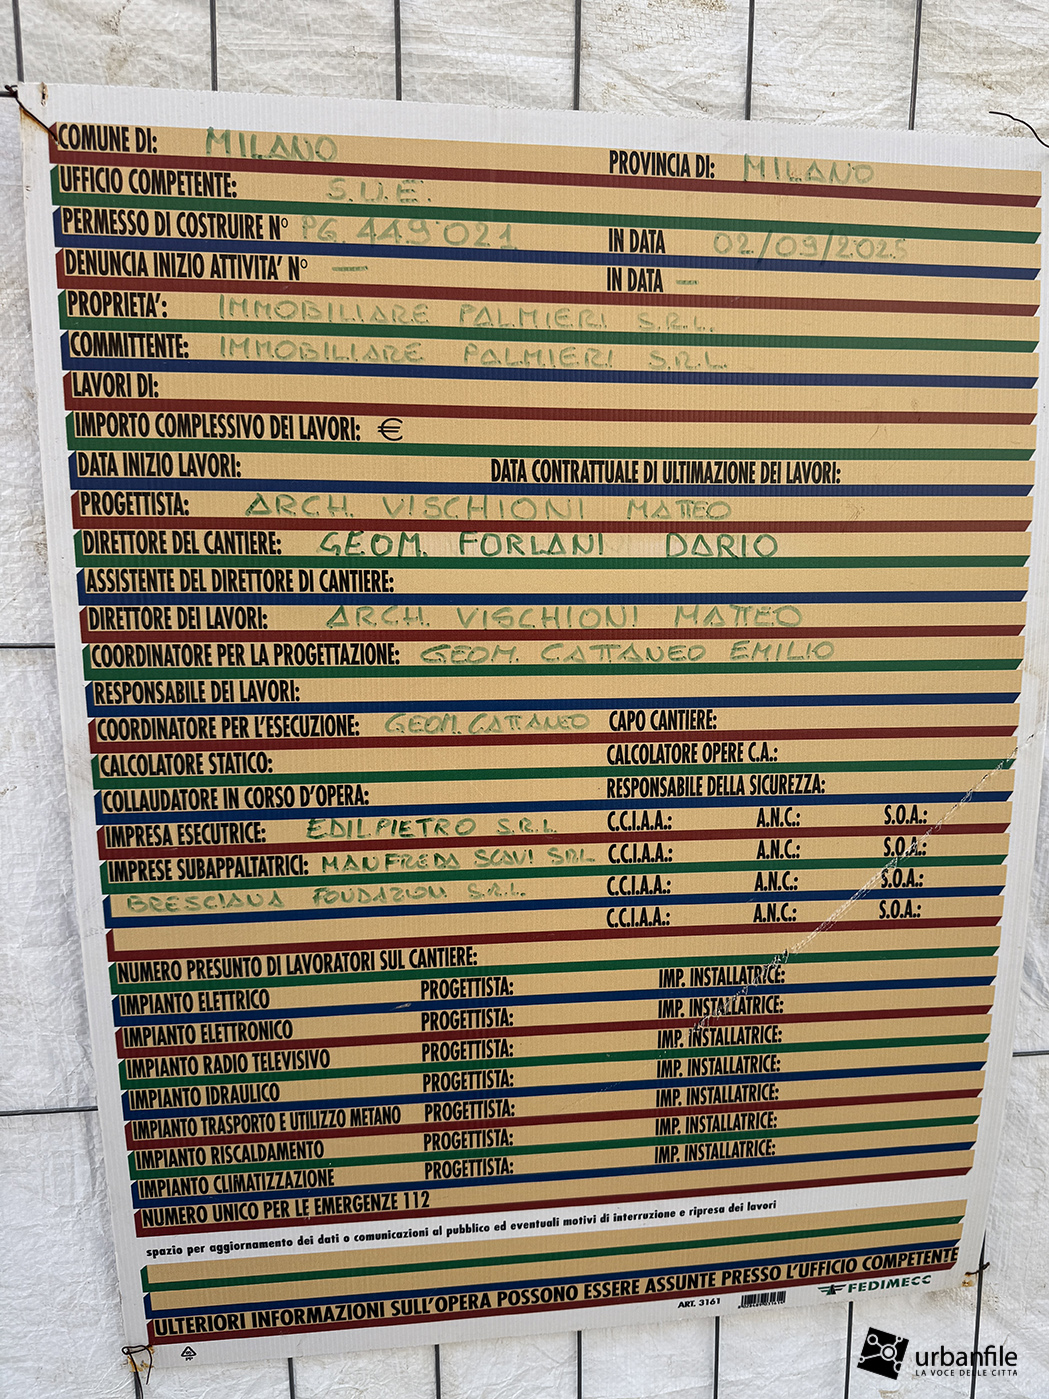 COMUNE DI: MILANO PROVINCIA DI: MILANO
UFFICIO COMPETENTE: S.U.E.
PERMESSO DI COSTRUIRE N° PG. 449021 IN DATA 02/09/2025
DENUNCIA INIZIO ATTIVITA' N° — IN DATA —
PROPRIETA': IMMOBILIARE PALMIERI S.R.L.
COMMITTENTE: IMMOBILIARE PALMIERI S.R.L.
LAVORI DI:
IMPORTO COMPLESSIVO DEI LAVORI: €
DATA INIZIO LAVORI: DATA CONTRATTUALE DI ULTIMAZIONE DEI LAVORI:
PROGETTISTA: ARCH. VISCHIONI MATTEO
DIRETTORE DEL CANTIERE: GEOM. FORLANI DARIO
ASSISTENTE DEL DIRETTORE DI CANTIERE:
DIRETTORE DEI LAVORI: ARCH. VISCHIONI MATTEO
COORDINATORE PER LA PROGETTAZIONE: GEOM. CATTANEO EMILIO
RESPONSABILE DEI LAVORI:
COORDINATORE PER L'ESECUZIONE: GEOM. CATTANEO CAPO CANTIERE:
CALCOLATORE STATICO: CALCOLATORE OPERE C.A.:
COLLAUDATORE IN CORSO D'OPERA: RESPONSABILE DELLA SICUREZZA:
IMPRESA ESECUTRICE: EDILPIETRO S.R.L. C.C.I.A.A.: A.N.C.: S.O.A.:
IMPRESE SUBAPPALTATRICI: MANFREDA SCAVI SRL C.C.I.A.A.: A.N.C.: S.O.A.:
BRESCIANA FONDAZIONI S.R.L. C.C.I.A.A.: A.N.C.: S.O.A.:
C.C.I.A.A.: A.N.C.: S.O.A.:
NUMERO PRESUNTO DI LAVORATORI SUL CANTIERE:
IMPIANTO ELETTRICO PROGETTISTA: IMP. INSTALLATRICE:
IMPIANTO ELETTRONICO PROGETTISTA: IMP. INSTALLATRICE:
IMPIANTO RADIO TELEVISIVO PROGETTISTA: IMP. INSTALLATRICE:
IMPIANTO IDRAULICO PROGETTISTA: IMP. INSTALLATRICE:
IMPIANTO TRASPORTO E UTILIZZO METANO PROGETTISTA: IMP. INSTALLATRICE:
IMPIANTO RISCALDAMENTO PROGETTISTA: IMP. INSTALLATRICE:
IMPIANTO CLIMATIZZAZIONE PROGETTISTA: IMP. INSTALLATRICE:
NUMERO UNICO PER LE EMERGENZE 112
spazio per aggiornamento dei dati o comunicazioni al pubblico ed eventuali motivi di interruzione e ripresa dei lavori
ULTERIORI INFORMAZIONI SULL'OPERA POSSONO ESSERE ASSUNTE PRESSO L'UFFICIO COMPETENTE
ART. 3161 FEDIMECC
PP
urbanfile
LA VOCE DELLE CITTÀ